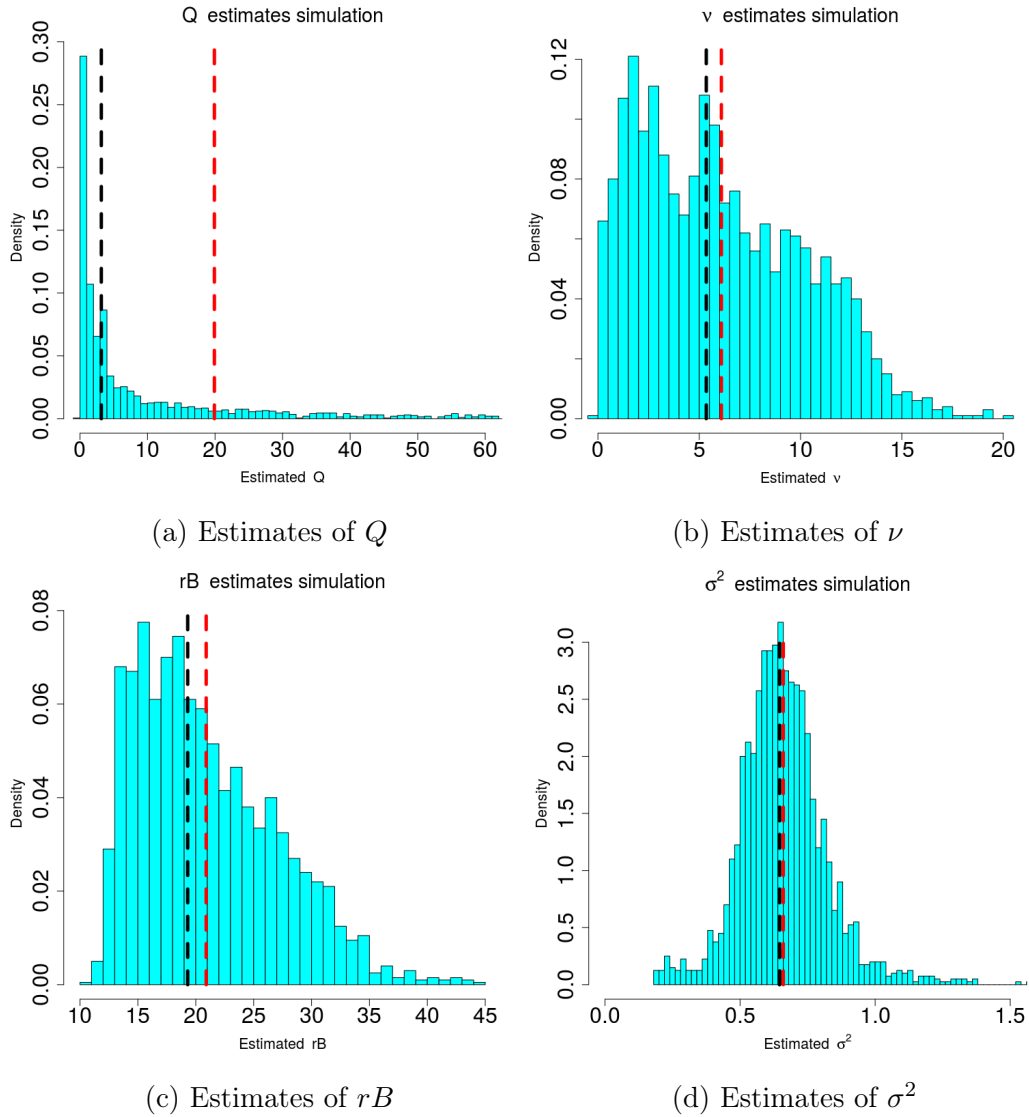 Q estimates simulation
Density
0.00 0.05 0.10 0.15 0.20 0.25 0.30
0 10 20 30 40 50 60
Estimated Q
(a) Estimates of Q
ν estimates simulation
Density
0.00 0.04 0.08 0.12
0 5 10 15 20
Estimated ν
(b) Estimates of ν
rB estimates simulation
Density
0.00 0.02 0.04 0.06 0.08
10 15 20 25 30 35 40 45
Estimated rB
(c) Estimates of rB
σ² estimates simulation
Density
0.0 0.5 1.0 1.5 2.0 2.5 3.0
0.0 0.5 1.0 1.5
Estimated σ²
(d) Estimates of σ²